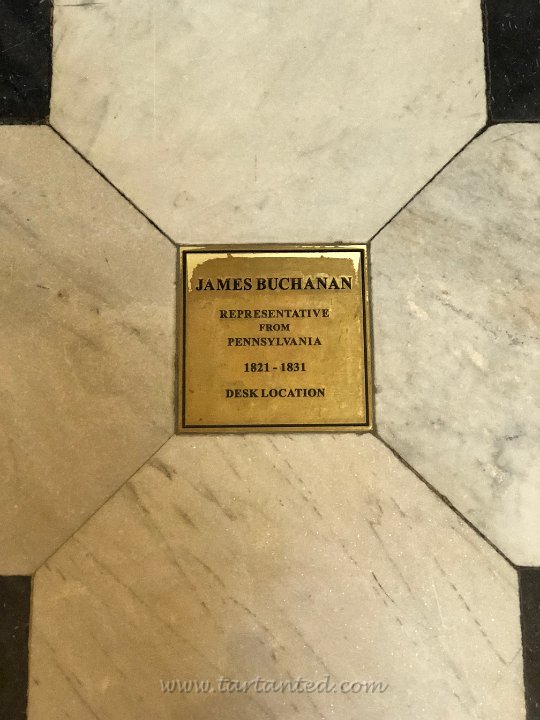 JAMES BUCHANAN
REPRESENTATIVE
FROM
PENNSYLVANIA
1821 - 1831
DESK LOCATION
www.tartanted.com